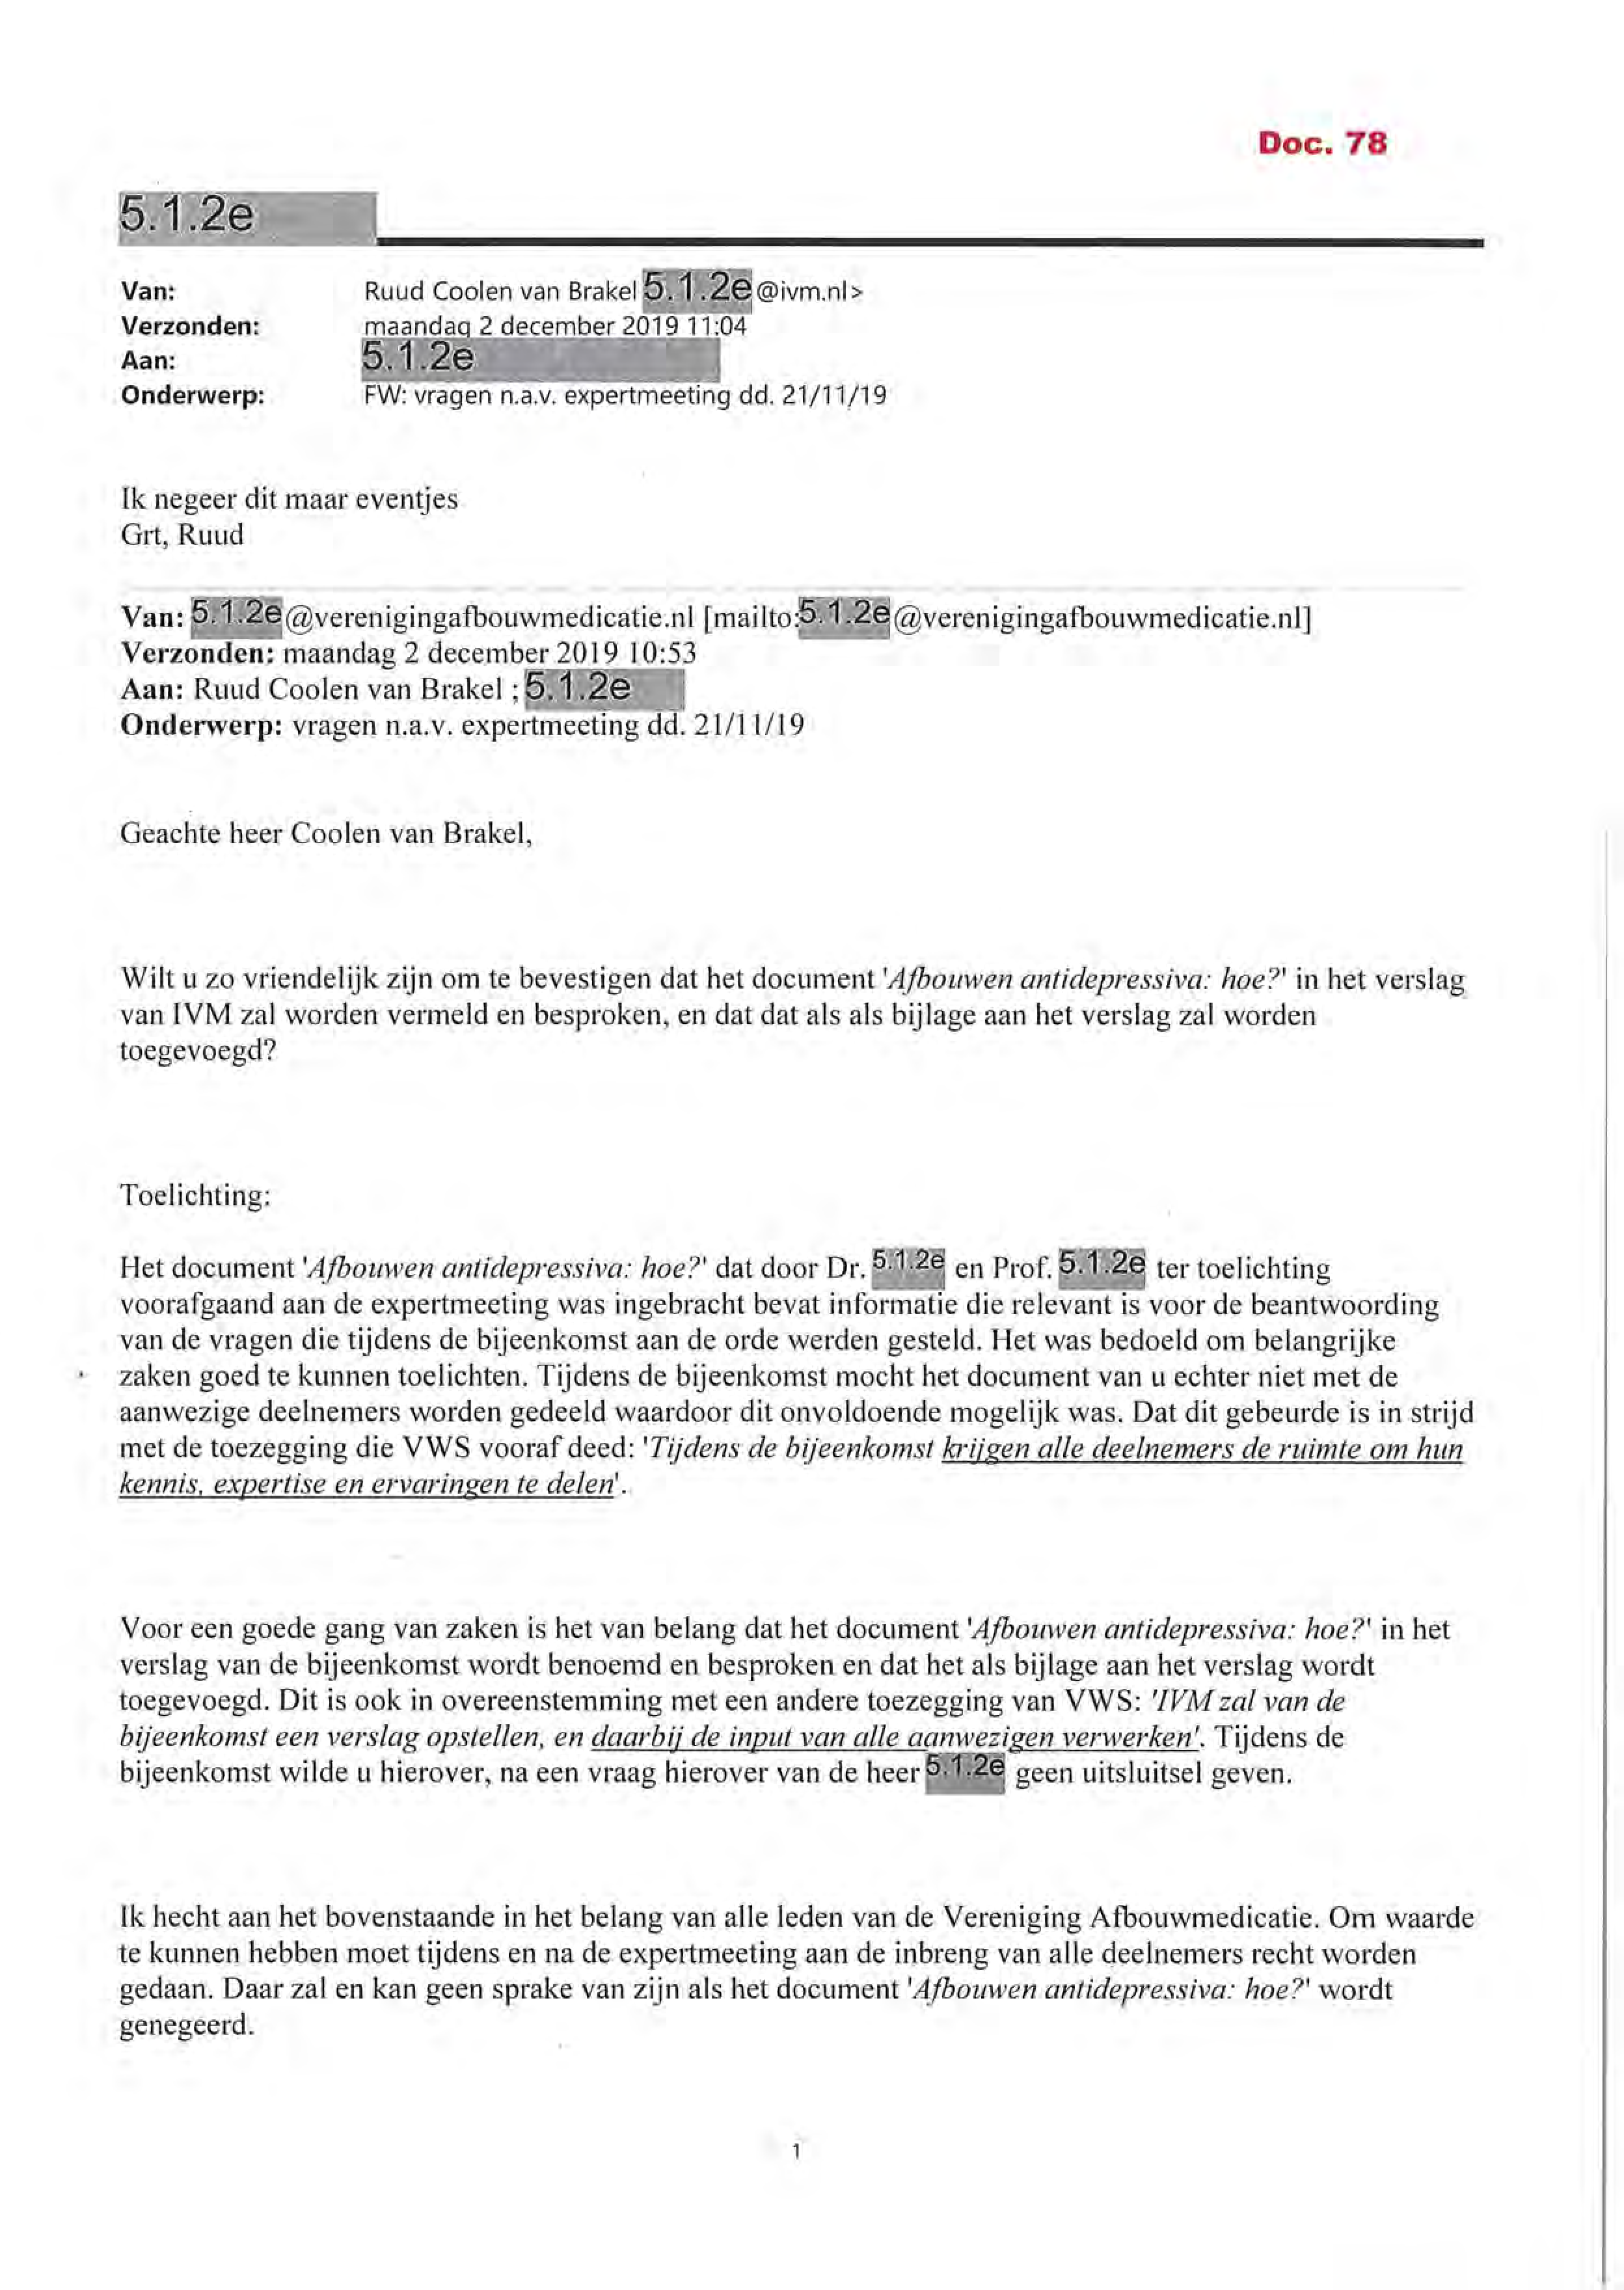 Doc. 78
5.1.2e
Van: Ruud Coolen van Brakel 5.1.2e@ivm.nl>
Verzonden: maandag 2 december 2019 11:04
Aan: 5.1.2e
Onderwerp: FW: vragen n.a.v. expertmeeting dd. 21/11/19
Ik negeer dit maar eventjes
Grt, Ruud
Van: 5.1.2e@verenigingafbouwmedicatie.nl [mailto:5.1.2e@verenigingafbouwmedicatie.nl]
Verzonden: maandag 2 december 2019 10:53
Aan: Ruud Coolen van Brakel ; 5.1.2e
Onderwerp: vragen n.a.v. expertmeeting dd. 21/11/19
Geachte heer Coolen van Brakel,
Wilt u zo vriendelijk zijn om te bevestigen dat het document 'Afbouwen antidepressiva: hoe?' in het verslag
van IVM zal worden vermeld en besproken, en dat dat als als bijlage aan het verslag zal worden
toegevoegd?
Toelichting:
Het document 'Afbouwen antidepressiva: hoe?' dat door Dr. 5.1.2e en Prof. 5.1.2e ter toelichting
voorafgaand aan de expertmeeting was ingebracht bevat informatie die relevant is voor de beantwoording
van de vragen die tijdens de bijeenkomst aan de orde werden gesteld. Het was bedoeld om belangrijke
zaken goed te kunnen toelichten. Tijdens de bijeenkomst mocht het document van u echter niet met de
aanwezige deelnemers worden gedeeld waardoor dit onvoldoende mogelijk was. Dat dit gebeurde is in strijd
met de toezegging die VWS vooraf deed: 'Tijdens de bijeenkomst krijgen alle deelnemers de ruimte om hun
kennis, expertise en ervaringen te delen'.
Voor een goede gang van zaken is het van belang dat het document 'Afbouwen antidepressiva: hoe?' in het
verslag van de bijeenkomst wordt benoemd en besproken en dat het als bijlage aan het verslag wordt
toegevoegd. Dit is ook in overeenstemming met een andere toezegging van VWS: 'IVM zal van de
bijeenkomst een verslag opstellen, en daarbij de input van alle aanwezigen verwerken'. Tijdens de
bijeenkomst wilde u hierover, na een vraag hierover van de heer 5.1.2e geen uitsluitsel geven.
Ik hecht aan het bovenstaande in het belang van alle leden van de Vereniging Afbouwmedicatie. Om waarde
te kunnen hebben moet tijdens en na de expertmeeting aan de inbreng van alle deelnemers recht worden
gedaan. Daar zal en kan geen sprake van zijn als het document 'Afbouwen antidepressiva: hoe?' wordt
genegeerd.
1